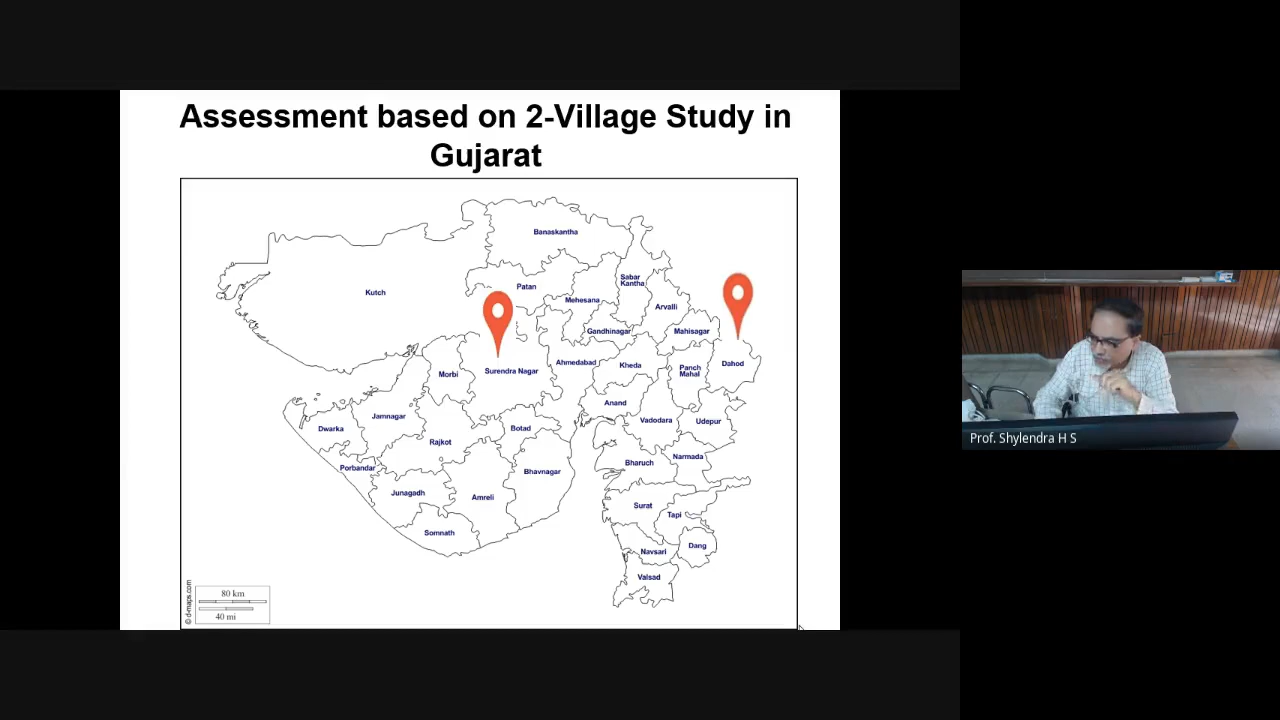 Assessment based on 2-Village Study in
Gujarat
Banaskantha
Kutch
Patan
Sabar
Kantha
Mehesana
Arvalli
Gandhinagar
Mahisagar
Morbi
Surendra Nagar
Ahmedabad
Kheda
Panch
Mahal
Dahod
Anand
Jamnagar
Dwarka
Botad
Vadodara
Udepur
Rajkot
Porbandar
Bhavnagar
Bharuch
Narmada
Junagadh
Amreli
Surat
Tapi
Somnath
Navsari
Dang
Valsad
80 km
40 mi
© d-maps.com
Prof. Shylendra H S